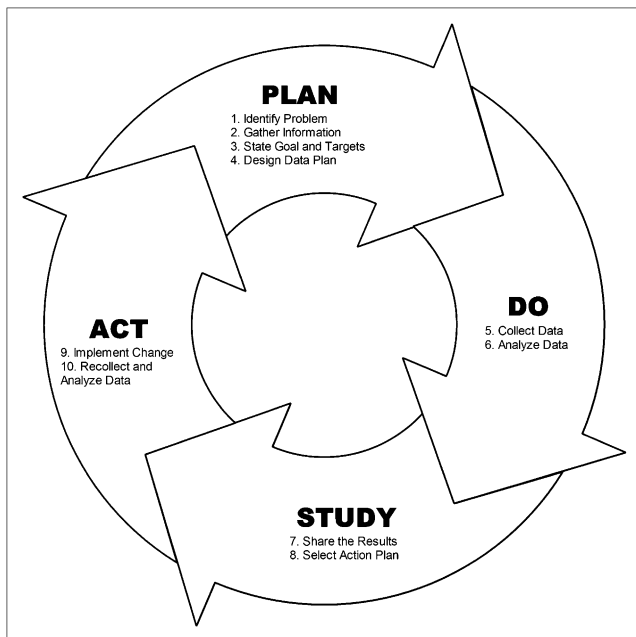 PLAN
1. Identify Problem
2. Gather Information
3. State Goal and Targets
4. Design Data Plan
DO
5. Collect Data
6. Analyze Data
STUDY
7. Share the Results
8. Select Action Plan
ACT
9. Implement Change
10. Recollect and
Analyze Data